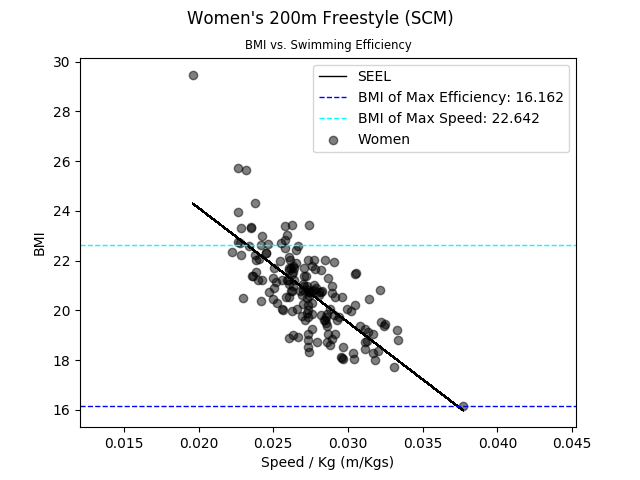 Women's 200m Freestyle (SCM)
BMI vs. Swimming Efficiency
SEEL
BMI of Max Efficiency: 16.162
BMI of Max Speed: 22.642
Women
30
28
26
24
22
20
18
16
BMI
0.015 0.020 0.025 0.030 0.035 0.040 0.045
Speed / Kg (m/Kgs)